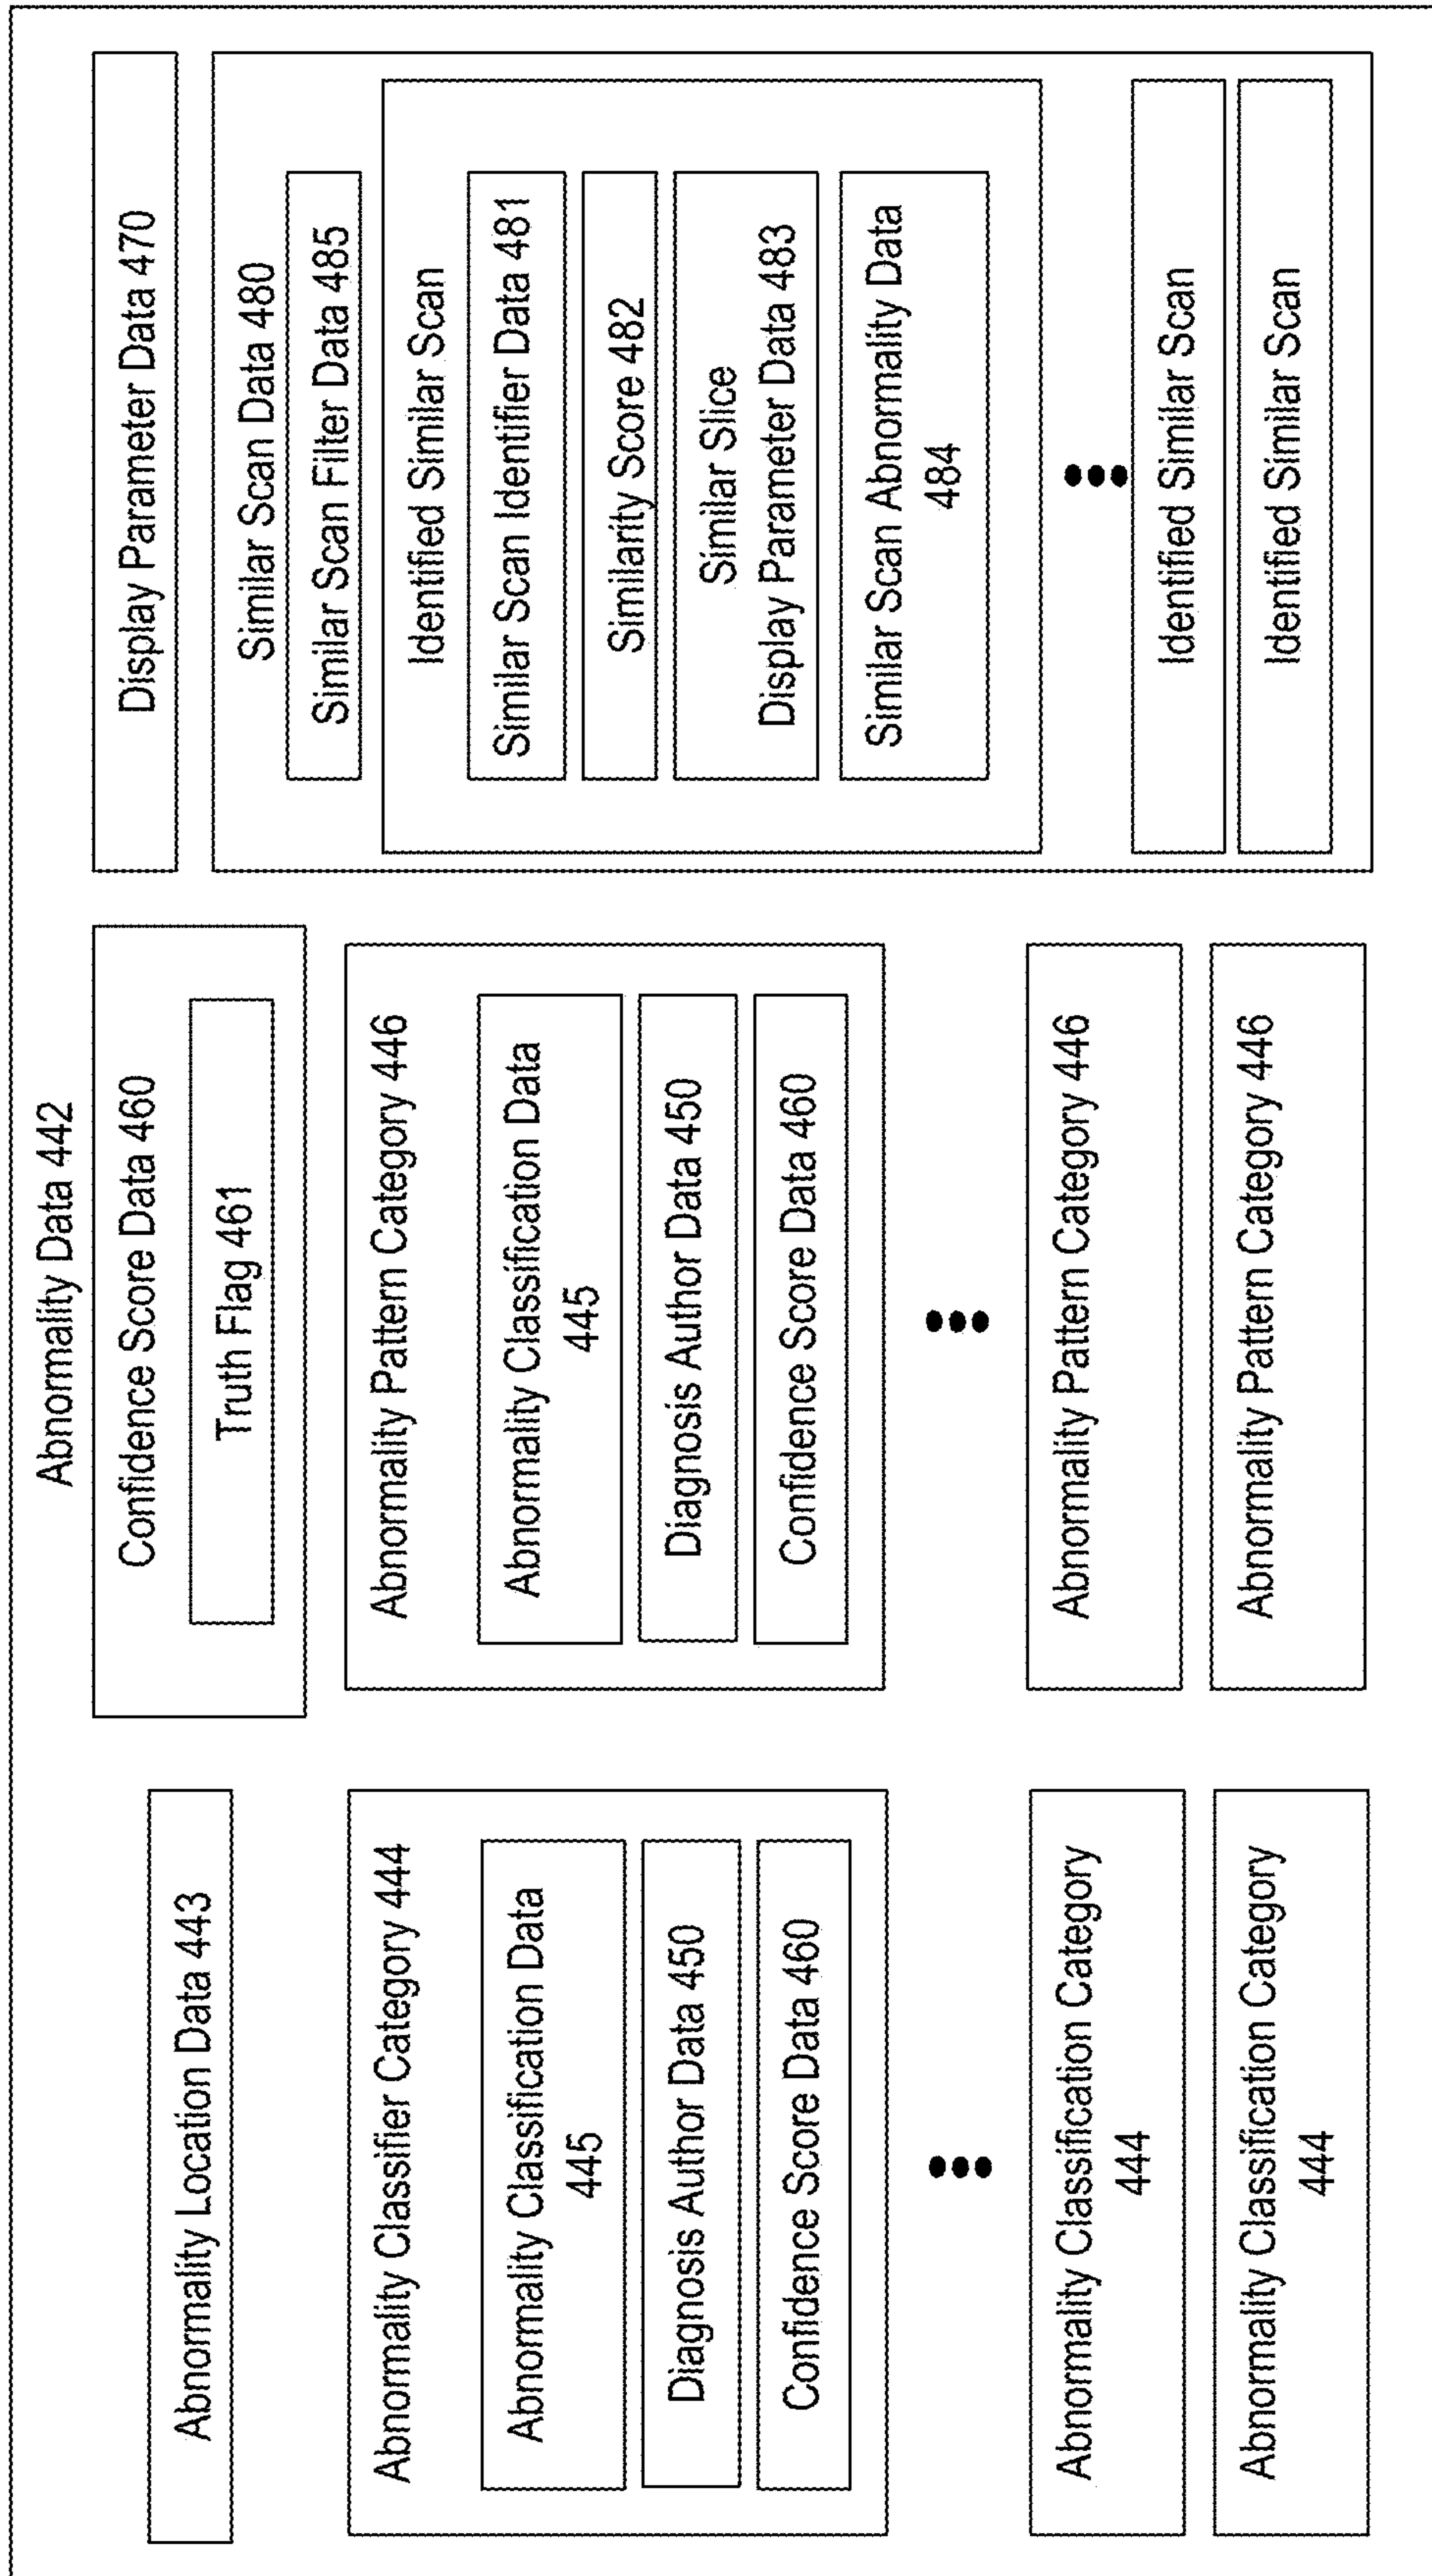 Abnormality Data 442
Abnormality Location Data 443
Abnormality Classifier Category 444
Abnormality Classification Data
445
Diagnosis Author Data 450
Confidence Score Data 460
Abnormality Classification Category
444
Abnormality Classification Category
444
Confidence Score Data 460
Truth Flag 461
Abnormality Pattern Category 446
Abnormality Classification Data
445
Diagnosis Author Data 450
Confidence Score Data 460
Abnormality Pattern Category 446
Abnormality Pattern Category 446
Display Parameter Data 470
Similar Scan Data 480
Similar Scan Filter Data 485
Identified Similar Scan
Similar Scan Identifier Data 481
Similarity Score 482
Similar Slice
Display Parameter Data 483
Similar Scan Abnormality Data
484
Identified Similar Scan
Identified Similar Scan